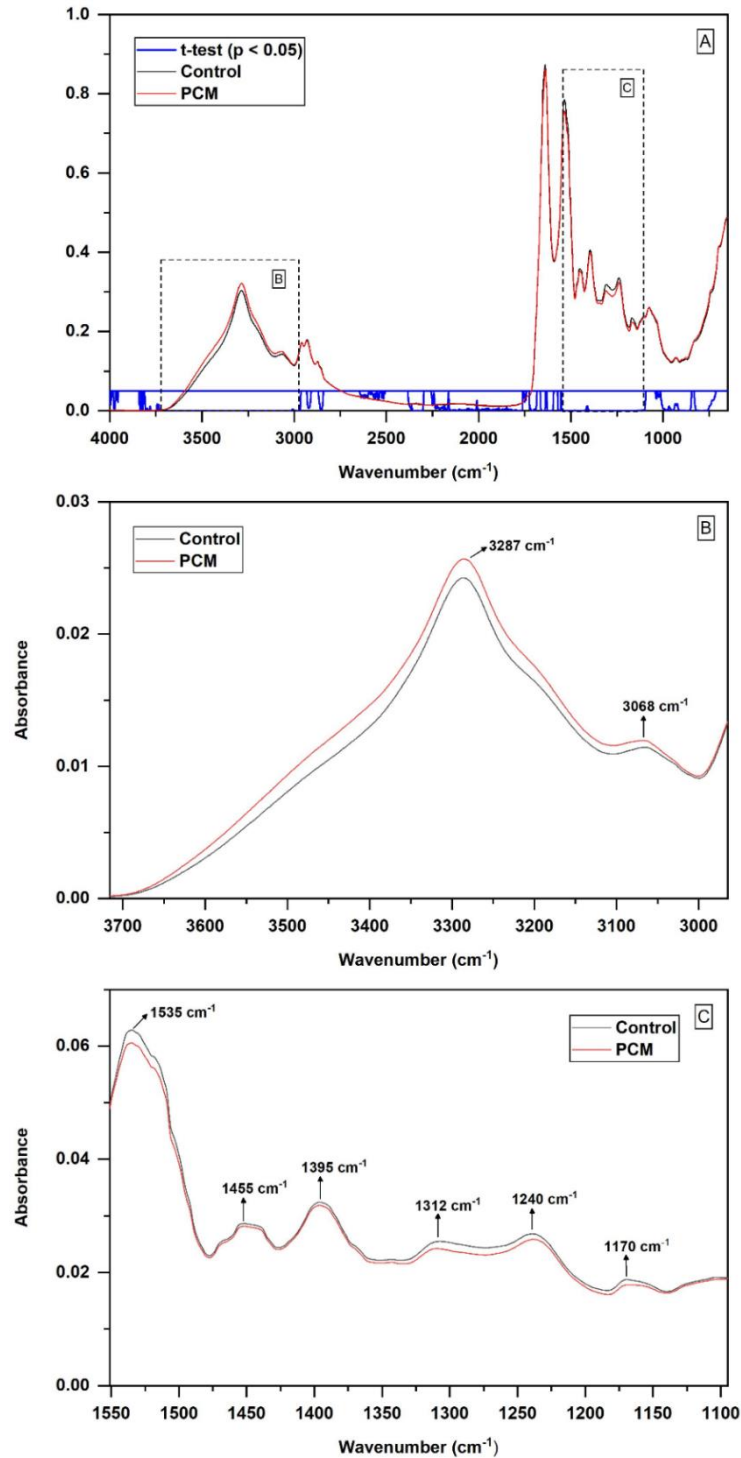 A
t-test (p < 0.05)
Control
PCM
C
B
1.0
0.8
0.6
0.4
0.2
0.0
4000 3500 3000 2500 2000 1500 1000
Wavenumber (cm⁻¹)
B
Control
PCM
3287 cm⁻¹
3068 cm⁻¹
0.03
0.02
0.01
0.00
Absorbance
3700 3600 3500 3400 3300 3200 3100 3000
Wavenumber (cm⁻¹)
C
Control
PCM
1535 cm⁻¹
1455 cm⁻¹
1395 cm⁻¹
1312 cm⁻¹
1240 cm⁻¹
1170 cm⁻¹
0.06
0.04
0.02
0.00
Absorbance
1550 1500 1450 1400 1350 1300 1250 1200 1150 1100
Wavenumber (cm⁻¹)